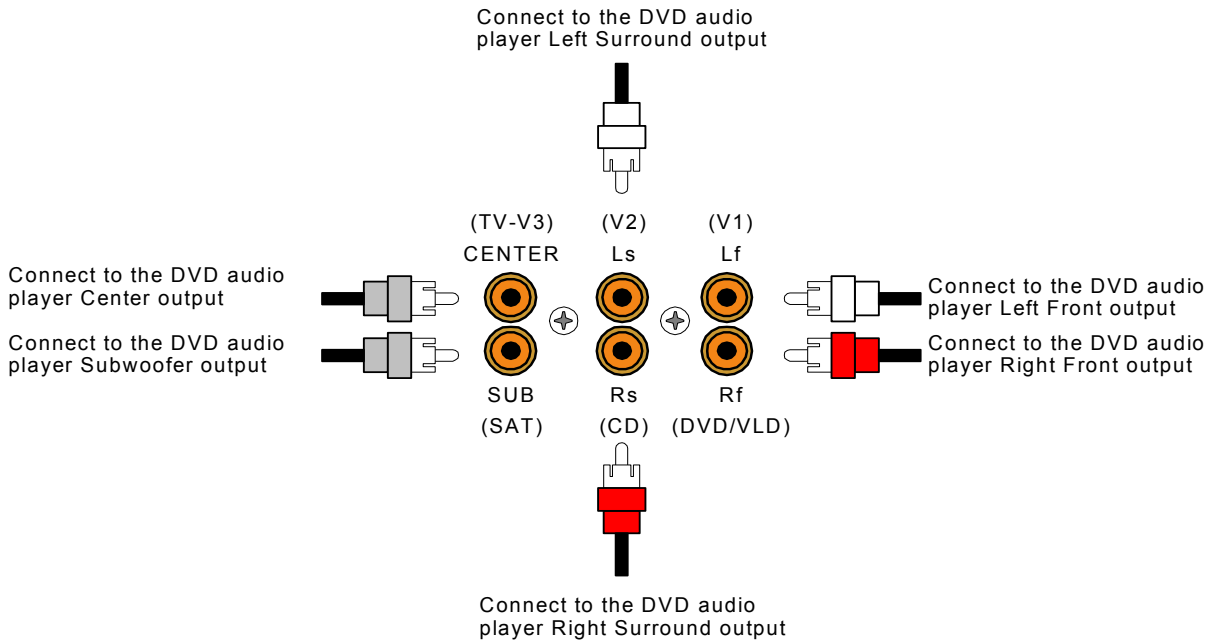 Connect to the DVD audio
player Left Surround output
(TV-V3) (V2) (V1)
CENTER Ls Lf
Connect to the DVD audio
player Center output
Connect to the DVD audio
player Left Front output
Connect to the DVD audio
player Subwoofer output
Connect to the DVD audio
player Right Front output
SUB Rs Rf
(SAT) (CD) (DVD/VLD)
Connect to the DVD audio
player Right Surround output